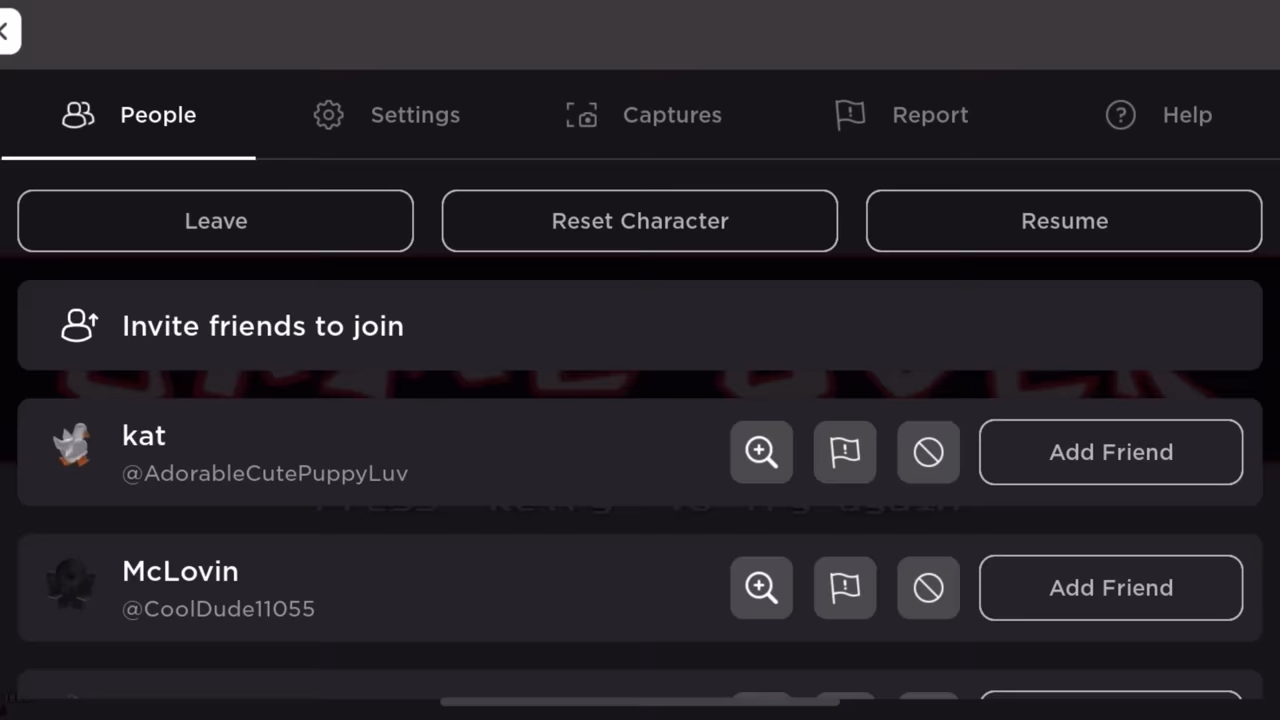 People
Settings
Captures
Report
Help
Leave
Reset Character
Resume
Invite friends to join
kat
@AdorableCutePuppyLuv
Add Friend
McLovin
@CoolDude11055
Add Friend